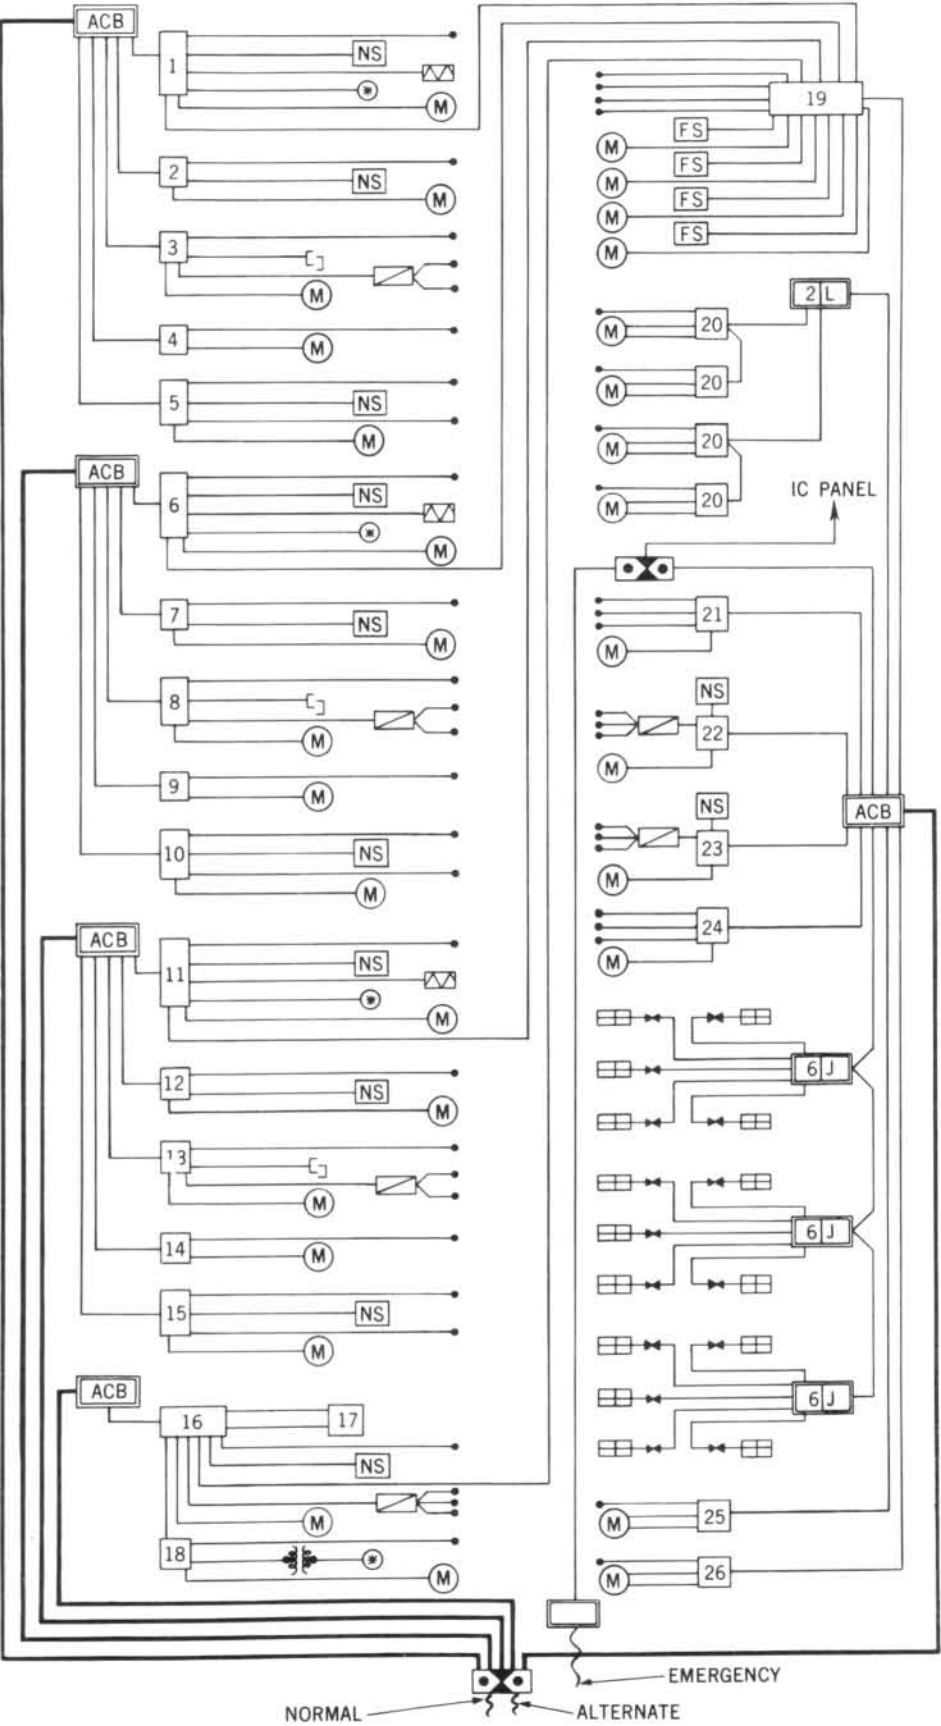 ACB
1
NS
M
2
NS
M
3
M
4
M
5
NS
M
ACB
6
NS
M
7
NS
M
8
M
9
M
10
NS
M
ACB
11
NS
M
12
NS
M
13
M
14
M
15
NS
M
ACB
16
17
NS
M
18
M
NORMAL
ALTERNATE
EMERGENCY
19
FS
M
FS
M
FS
M
FS
M
2 L
20
M
20
M
20
M
20
M
IC PANEL
21
M
NS
22
M
ACB
NS
23
M
24
M
6 J
6 J
6 J
25
M
26
M